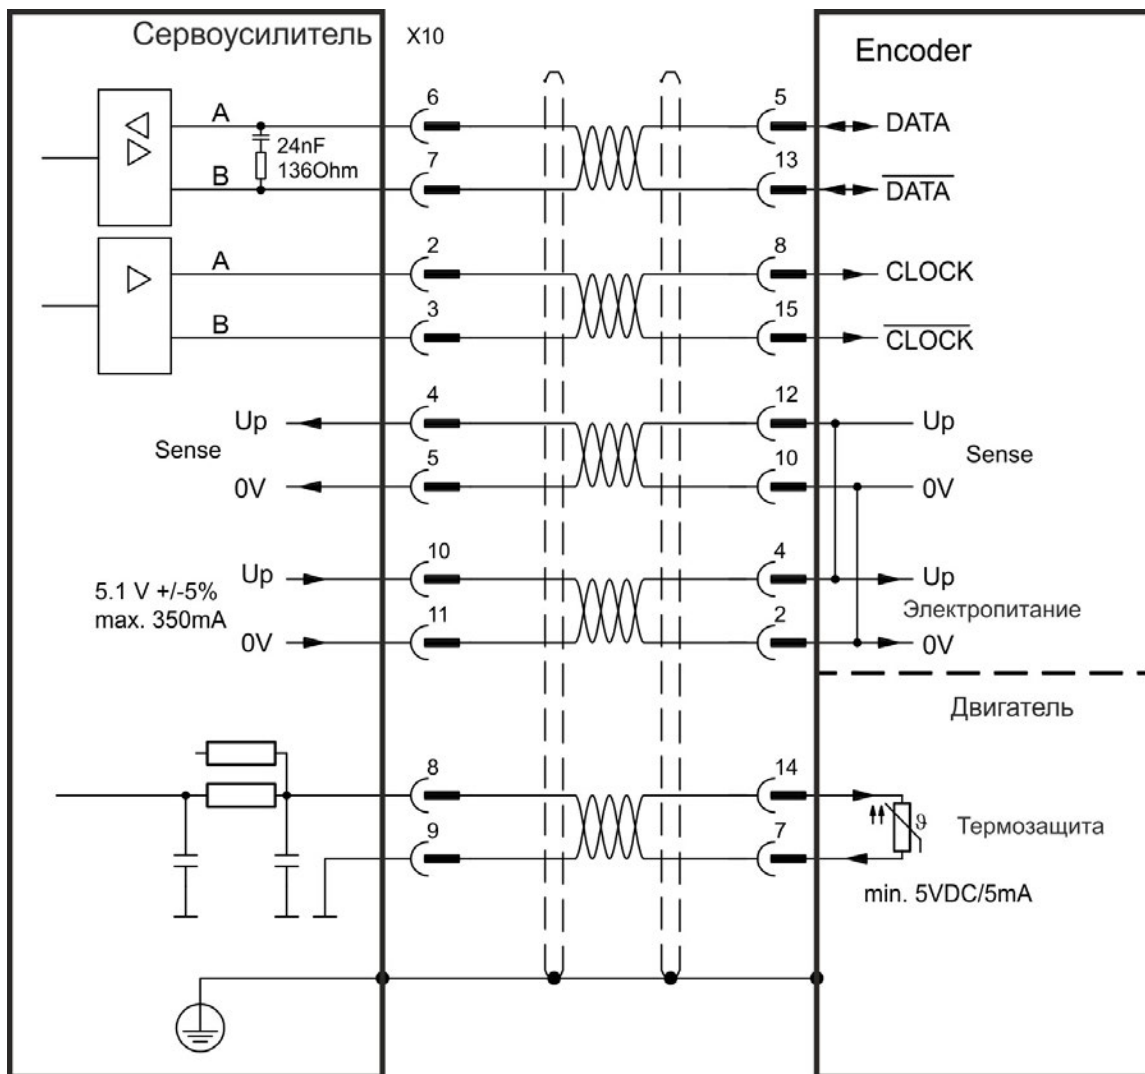 Сервоусилитель
X10
Encoder
6
5
A
DATA
24nF
136Ohm
7
13
B
DATA
2
8
A
CLOCK
3
15
B
CLOCK
4
12
Up
Up
Sense
Sense
5
10
0V
0V
10
4
Up
Up
5.1 V +/-5%
max. 350mA
Электропитание
11
2
0V
0V
Двигатель
8
14
ϑ
Термозащита
9
7
min. 5VDC/5mA